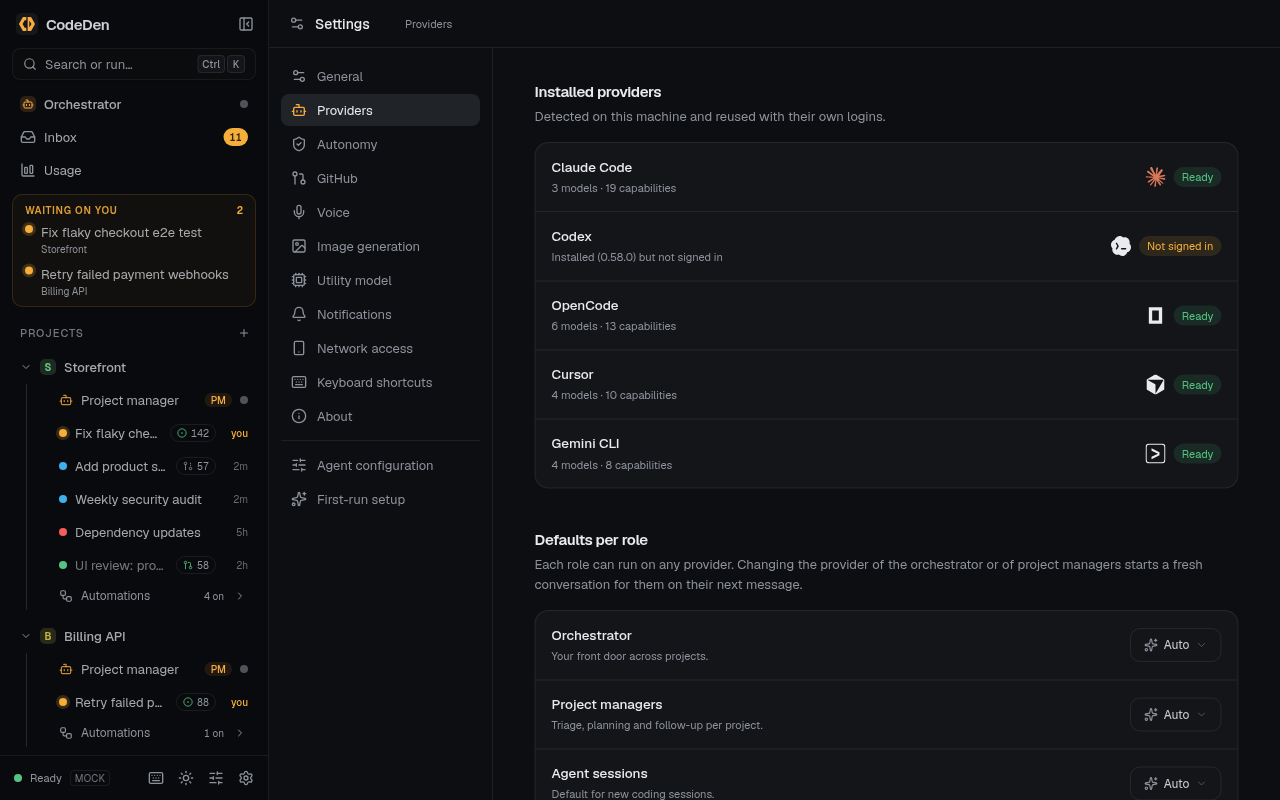 CodeDen
Search or run… Ctrl K
Orchestrator
Inbox 11
Usage
WAITING ON YOU 2
Fix flaky checkout e2e test
Storefront
Retry failed payment webhooks
Billing API
PROJECTS
S Storefront
Project manager PM
Fix flaky che… 142 you
Add product s… 57 2m
Weekly security audit 2m
Dependency updates 5h
UI review: pro… 58 2h
Automations 4 on
B Billing API
Project manager PM
Retry failed p… 88 you
Automations 1 on
Ready MOCK
Settings Providers
General
Providers
Autonomy
GitHub
Voice
Image generation
Utility model
Notifications
Network access
Keyboard shortcuts
About
Agent configuration
First-run setup
Installed providers
Detected on this machine and reused with their own logins.
Claude Code
3 models · 19 capabilities
Ready
Codex
Installed (0.58.0) but not signed in
Not signed in
OpenCode
6 models · 13 capabilities
Ready
Cursor
4 models · 10 capabilities
Ready
Gemini CLI
4 models · 8 capabilities
Ready
Defaults per role
Each role can run on any provider. Changing the provider of the orchestrator or of project managers starts a fresh
conversation for them on their next message.
Orchestrator
Your front door across projects.
Auto
Project managers
Triage, planning and follow-up per project.
Auto
Agent sessions
Default for new coding sessions.
Auto